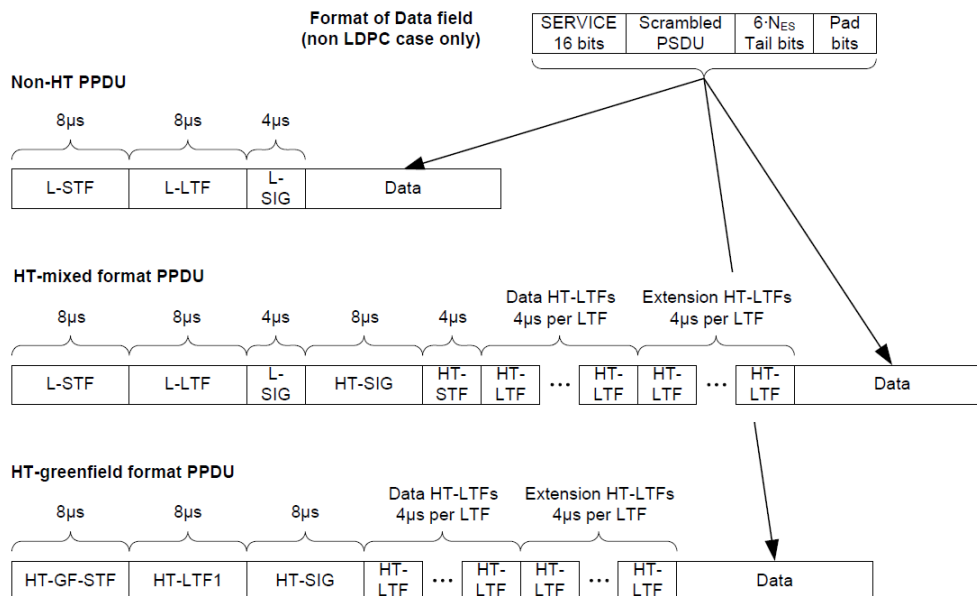 Format of Data field
(non LDPC case only)
SERVICE
16 bits
Scrambled
PSDU
6·NES
Tail bits
Pad
bits
Non-HT PPDU
8µs
8µs
4µs
L-STF
L-LTF
L-
SIG
Data
HT-mixed format PPDU
Data HT-LTFs
4µs per LTF
Extension HT-LTFs
4µs per LTF
8µs
8µs
4µs
8µs
4µs
L-STF
L-LTF
L-
SIG
HT-SIG
HT-
STF
HT-
LTF
...
HT-
LTF
HT-
LTF
...
HT-
LTF
Data
HT-greenfield format PPDU
Data HT-LTFs
4µs per LTF
Extension HT-LTFs
4µs per LTF
8µs
8µs
8µs
HT-GF-STF
HT-LTF1
HT-SIG
HT-
LTF
...
HT-
LTF
HT-
LTF
...
HT-
LTF
Data